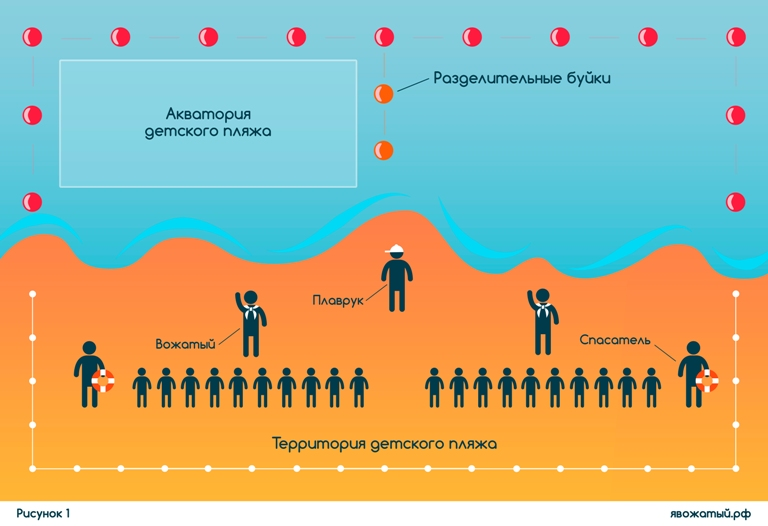 Разделительные буйки
Акватория
детского пляжа
Плаврук
Вожатый
Спасатель
Территория детского пляжа
Рисунок 1
явожатый.рф